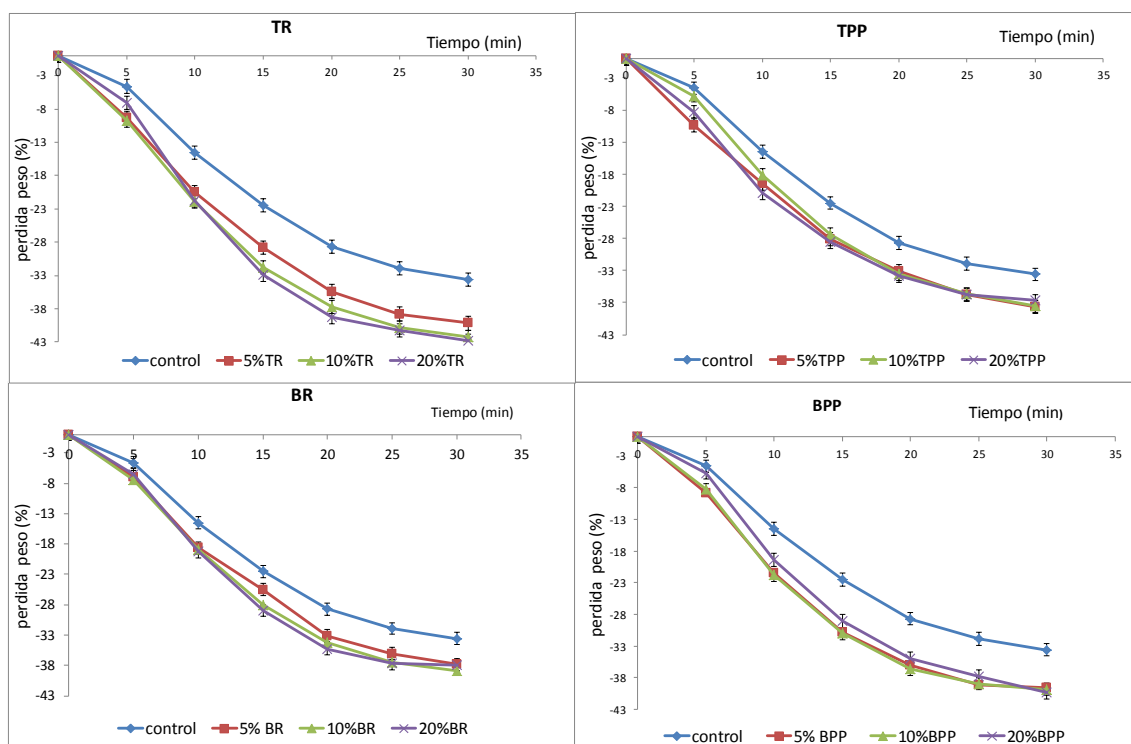 TR
Tiempo (min)
-3 0 5 10 15 20 25 30 35
-8
-13
-18
-23
-28
-33
-38
-43
perdida peso (%)
control 5%TR 10%TR 20%TR
TPP
Tiempo (min)
-3 0 5 10 15 20 25 30 35
-8
-13
-18
-23
-28
-33
-38
-43
perdida peso (%)
control 5%TPP 10%TPP 20%TPP
BR
Tiempo (min)
-3 0 5 10 15 20 25 30 35
-8
-13
-18
-23
-28
-33
-38
-43
perdida peso (%)
control 5% BR 10%BR 20%BR
BPP
Tiempo (min)
-3 0 5 10 15 20 25 30 35
-8
-13
-18
-23
-28
-33
-38
-43
perdida peso (%)
control 5% BPP 10%BPP 20%BPP